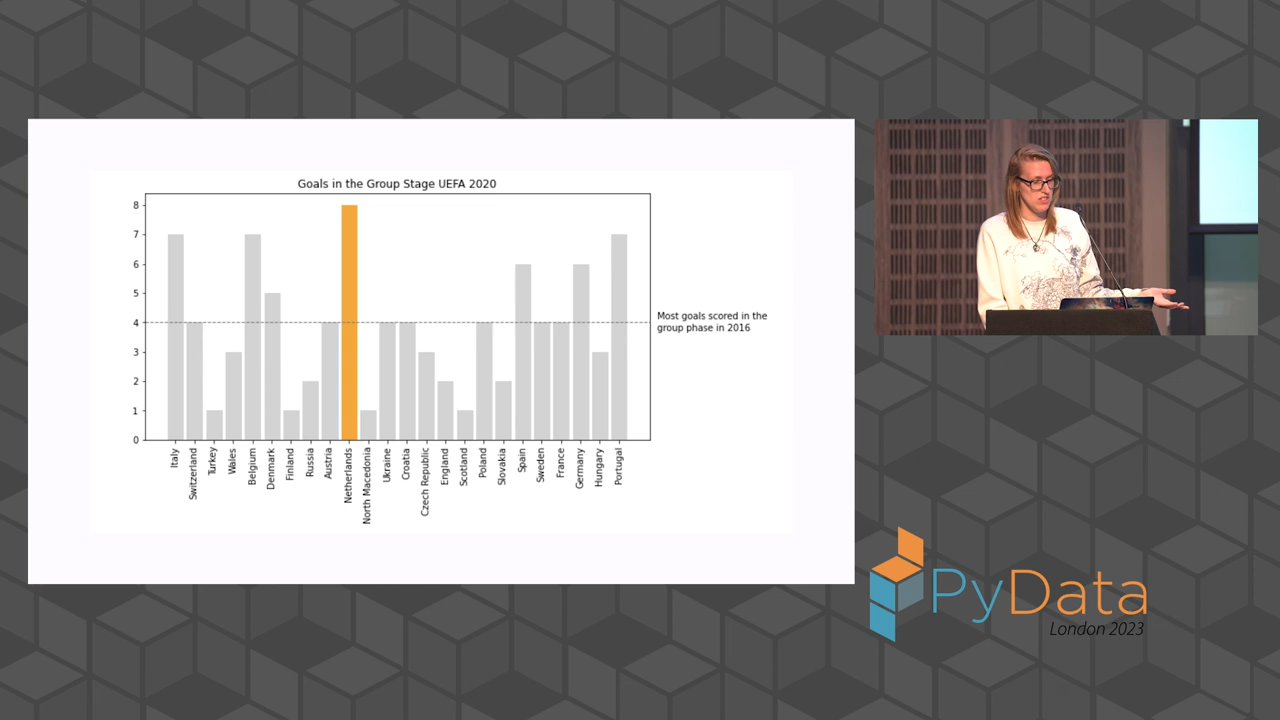 Goals in the Group Stage UEFA 2020
8
7
6
5
4
3
2
1
0
Most goals scored in the
group phase in 2016
Italy
Switzerland
Turkey
Wales
Belgium
Denmark
Finland
Russia
Austria
Netherlands
North Macedonia
Ukraine
Croatia
Czech Republic
England
Scotland
Poland
Slovakia
Spain
Sweden
France
Germany
Hungary
Portugal
PyData
London 2023